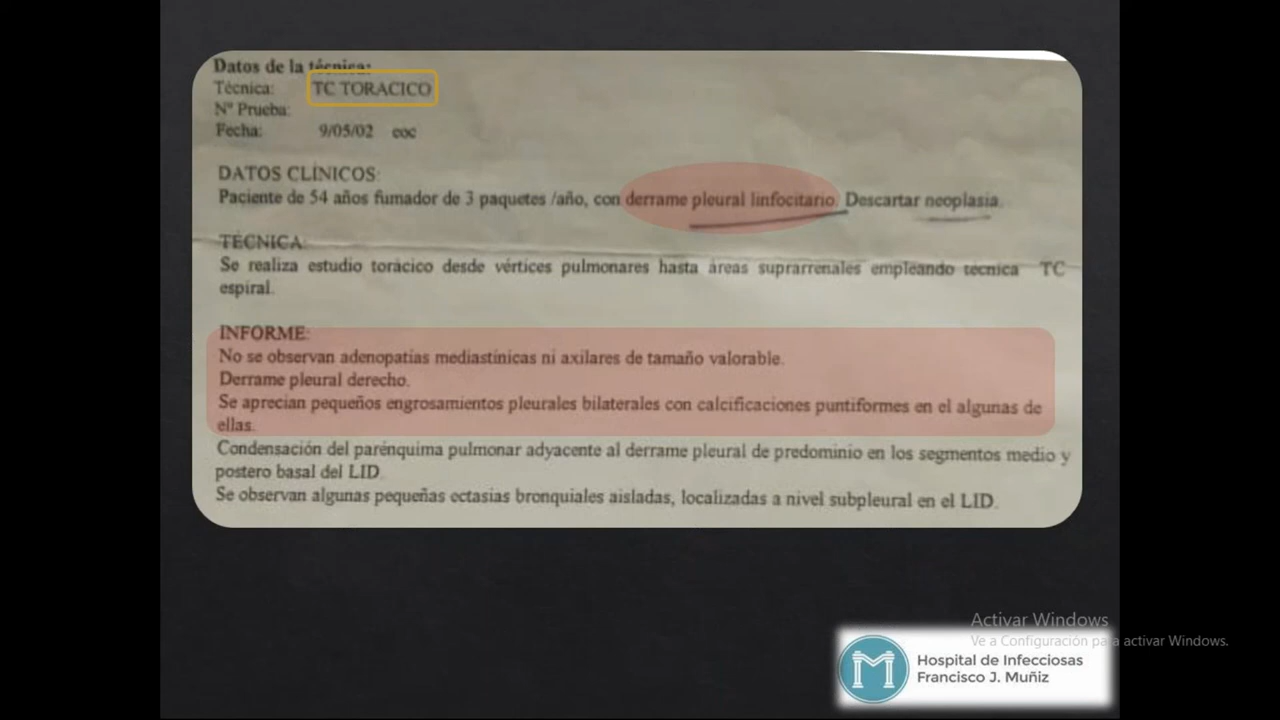 Datos de la técnica:
Técnica: TC TORACICO
Nº Prueba:
Fecha: 9/05/02 coc
DATOS CLÍNICOS:
Paciente de 54 años fumador de 3 paquetes /año, con derrame pleural linfocitario. Descartar neoplasia.
TÉCNICA:
Se realiza estudio torácico desde vértices pulmonares hasta áreas suprarrenales empleando técnica TC
espiral.
INFORME:
No se observan adenopatías mediastínicas ni axilares de tamaño valorable.
Derrame pleural derecho.
Se aprecian pequeños engrosamientos pleurales bilaterales con calcificaciones puntiformes en el algunas de
ellas.
Condensación del parénquima pulmonar adyacente al derrame pleural de predominio en los segmentos medio y
postero basal del LID.
Se observan algunas pequeñas ectasias bronquiales aisladas, localizadas a nivel subpleural en el LID.
Activar Windows
Ve a Configuración para activar Windows.
Hospital de Infecciosas
Francisco J. Muñiz